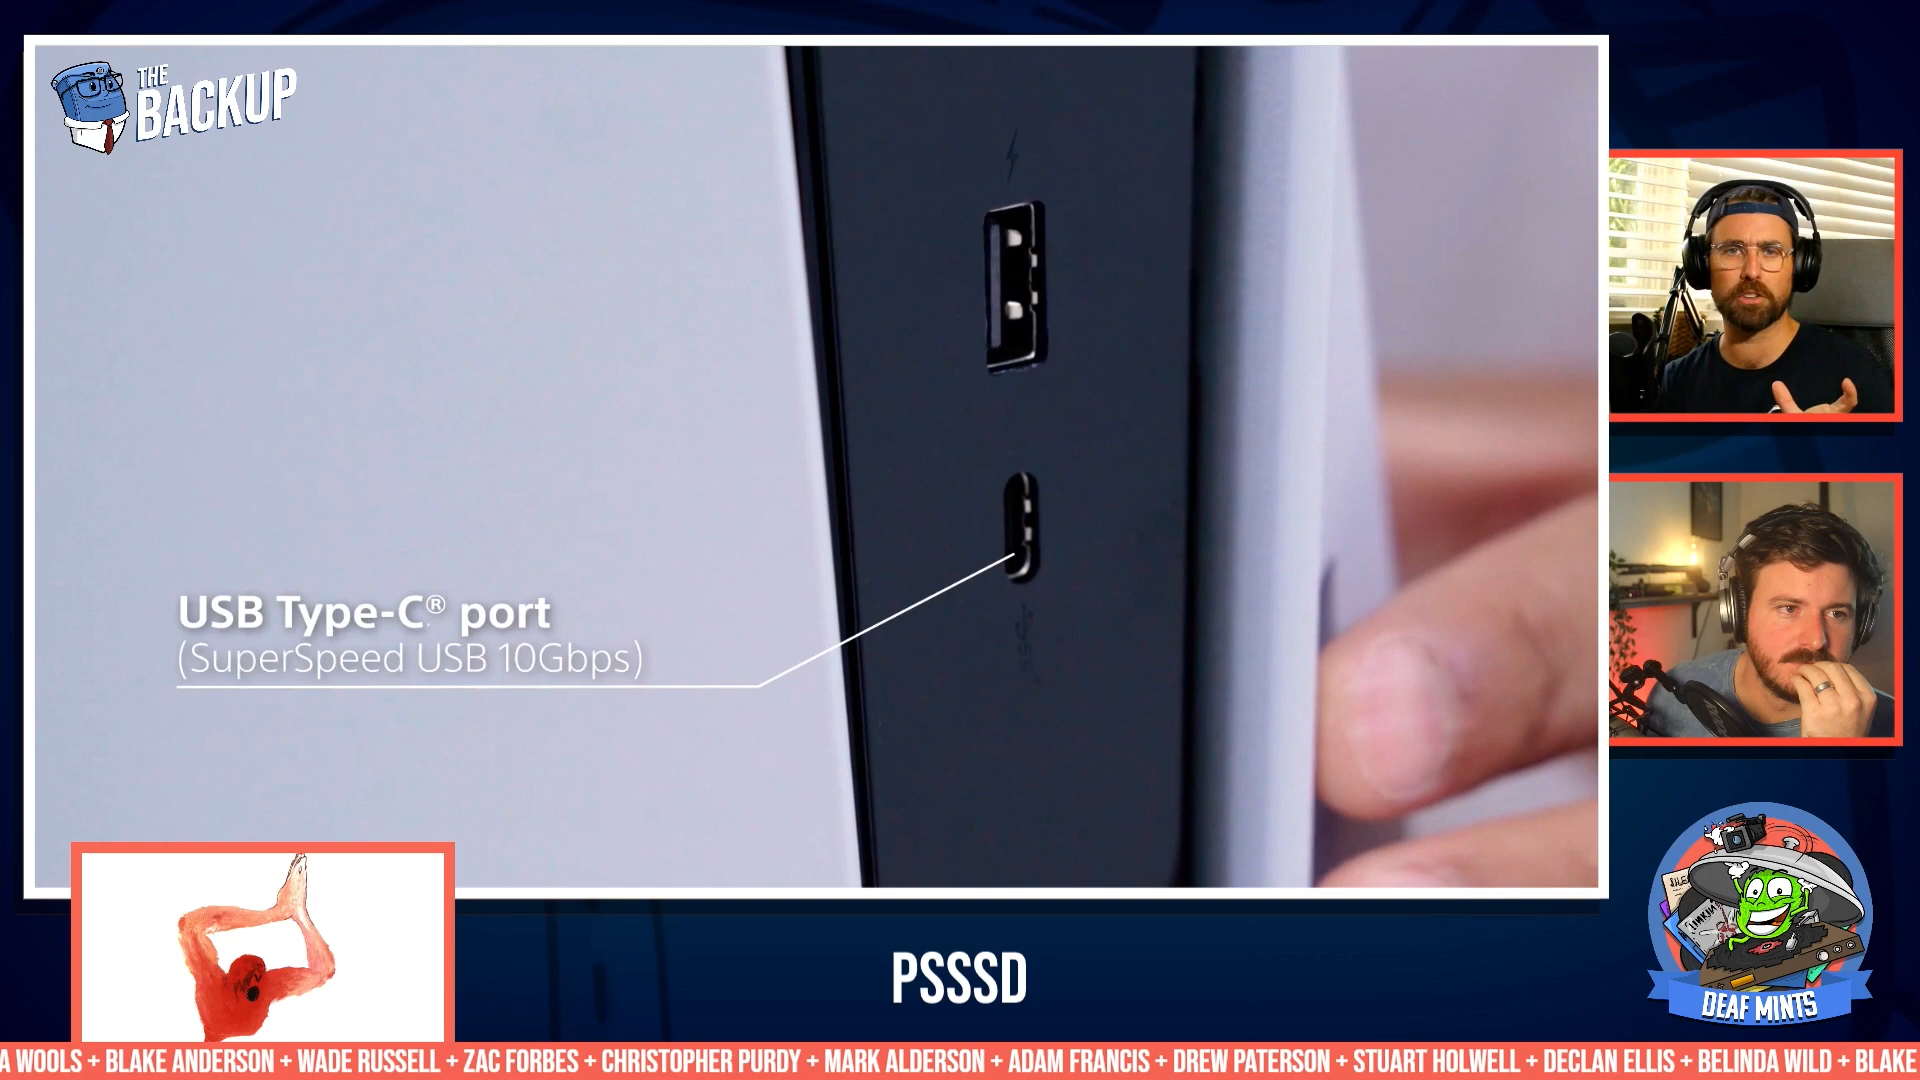 THE
BACKUP
USB Type-C® port
(SuperSpeed USB 10Gbps)
PSSSD
DEAF MINTS
A WOOLS + BLAKE ANDERSON + WADE RUSSELL + ZAC FORBES + CHRISTOPHER PURDY + MARK ALDERSON + ADAM FRANCIS + DREW PATERSON + STUART HOLWELL + DECLAN ELLIS + BELINDA WILD + BLAKE